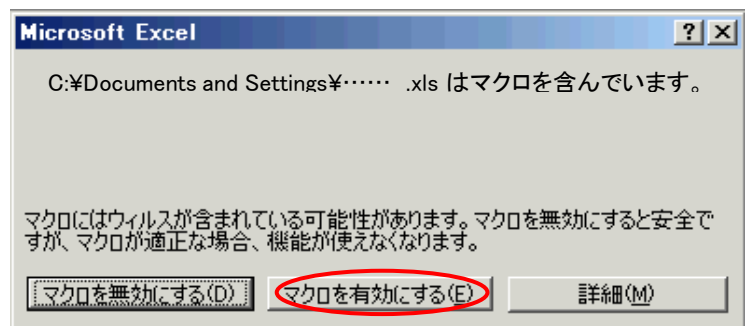 Microsoft Excel
C:¥Documents and Settings¥…… .xls はマクロを含んでいます。
マクロにはウィルスが含まれている可能性があります。マクロを無効にすると安全で
すが、マクロが適正な場合、機能が使えなくなります。
マクロを無効にする(D) マクロを有効にする(E) 詳細(M)